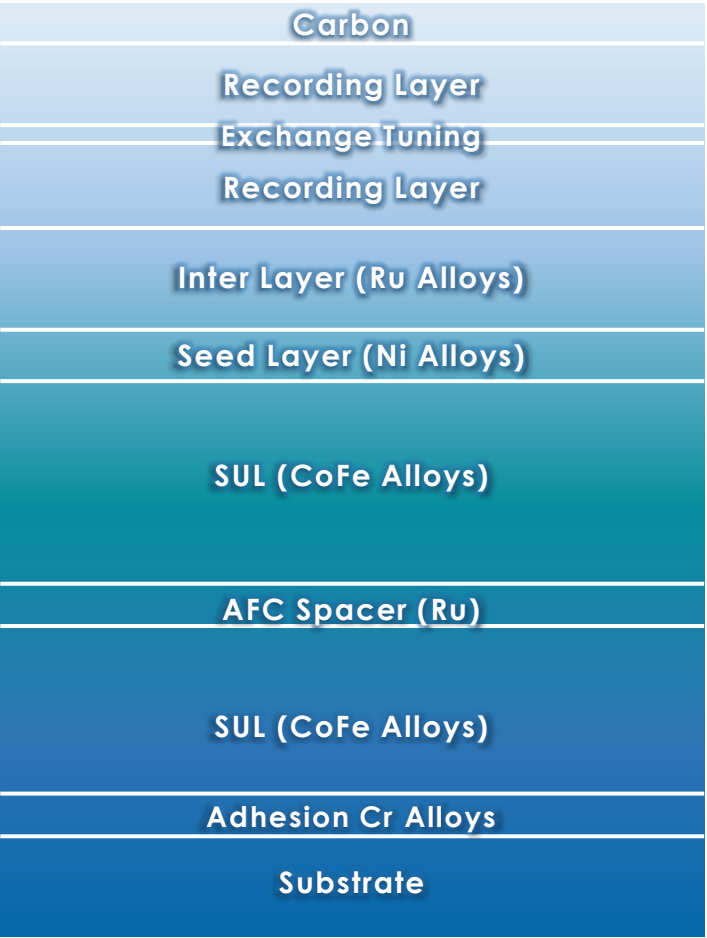 Carbon
Recording Layer
Exchange Tuning
Recording Layer
Inter Layer (Ru Alloys)
Seed Layer (Ni Alloys)
SUL (CoFe Alloys)
AFC Spacer (Ru)
SUL (CoFe Alloys)
Adhesion Cr Alloys
Substrate